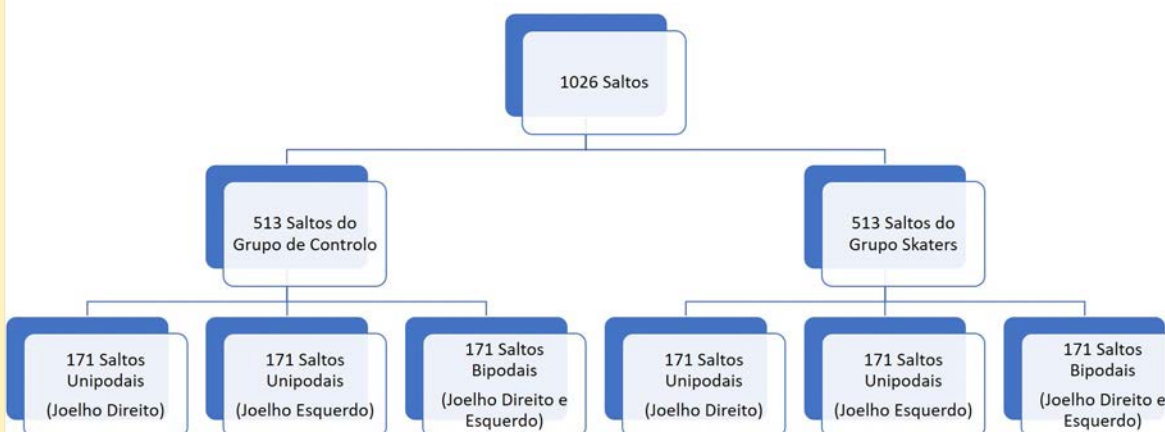 1026 Saltos
513 Saltos do
Grupo de Controlo
513 Saltos do
Grupo Skaters
171 Saltos
Unipodais
(Joelho Direito)
171 Saltos
Unipodais
(Joelho Esquerdo)
171 Saltos
Bipodais
(Joelho Direito e
Esquerdo)
171 Saltos
Unipodais
(Joelho Direito)
171 Saltos
Unipodais
(Joelho Esquerdo)
171 Saltos
Bipodais
(Joelho Direito e
Esquerdo)